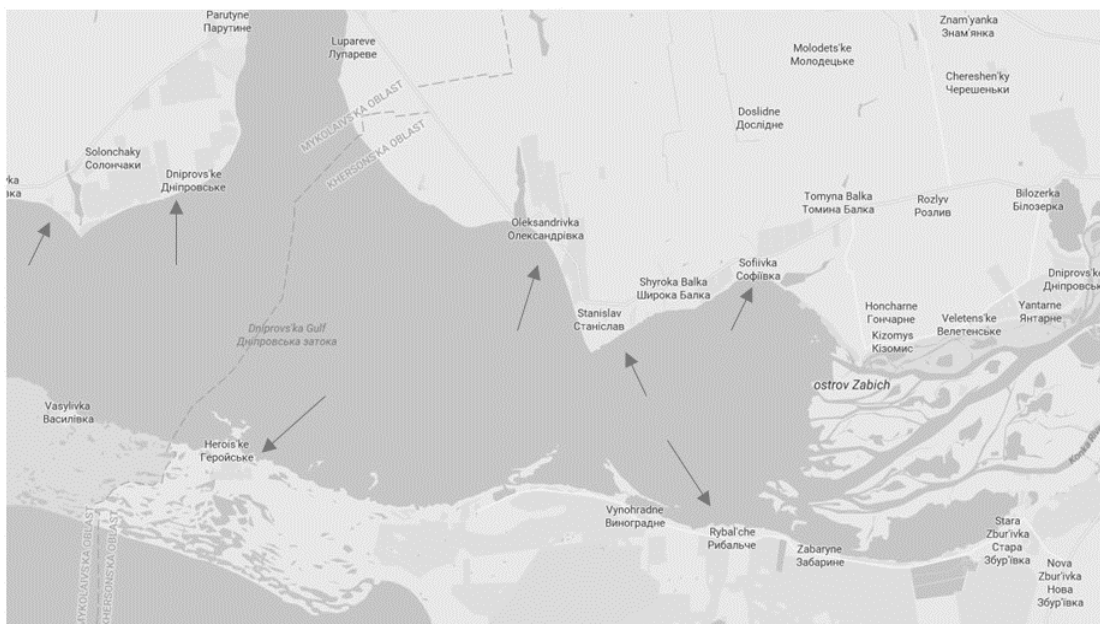 Parutyne
Парутине
Lupareve
Лупареве
Znam'yanka
Знам'янка
Molodets'ke
Молодецьке
Chereshen'ky
Черешеньки
Doslidne
Дослідне
MYKOLAIVS'KA OBLAST
KHERSONS'KA OBLAST
Solonchaky
Солончаки
Dniprovs'ke
Дніпровське
Tomyna Balka
Томина Балка
Rozlyv
Розлив
Bilozerka
Білозерка
Oleksandrivka
Олександрівка
Sofiivka
Софіївка
Shyroka Balka
Широка Балка
Dniprovs'k
Дніпровськ
Stanislav
Станіслав
Honcharne
Гончарне
Veletens'ke
Велетенське
Yantarne
Янтарне
Kizomys
Кізомис
Dniprovs'ka Gulf
Дніпровська затока
ostrov Zabich
Vasylivka
Василівка
Herois'ke
Геройське
Konka
Vynohradne
Виноградне
Rybal'che
Рибальче
Zabaryne
Забарине
Stara
Zbur'ivka
Стара
Збур'ївка
Nova
Zbur'ivka
Нова
Збур'ївка
MYKOLAIVS'KA OBLAST
KHERSONS'KA OBLAST